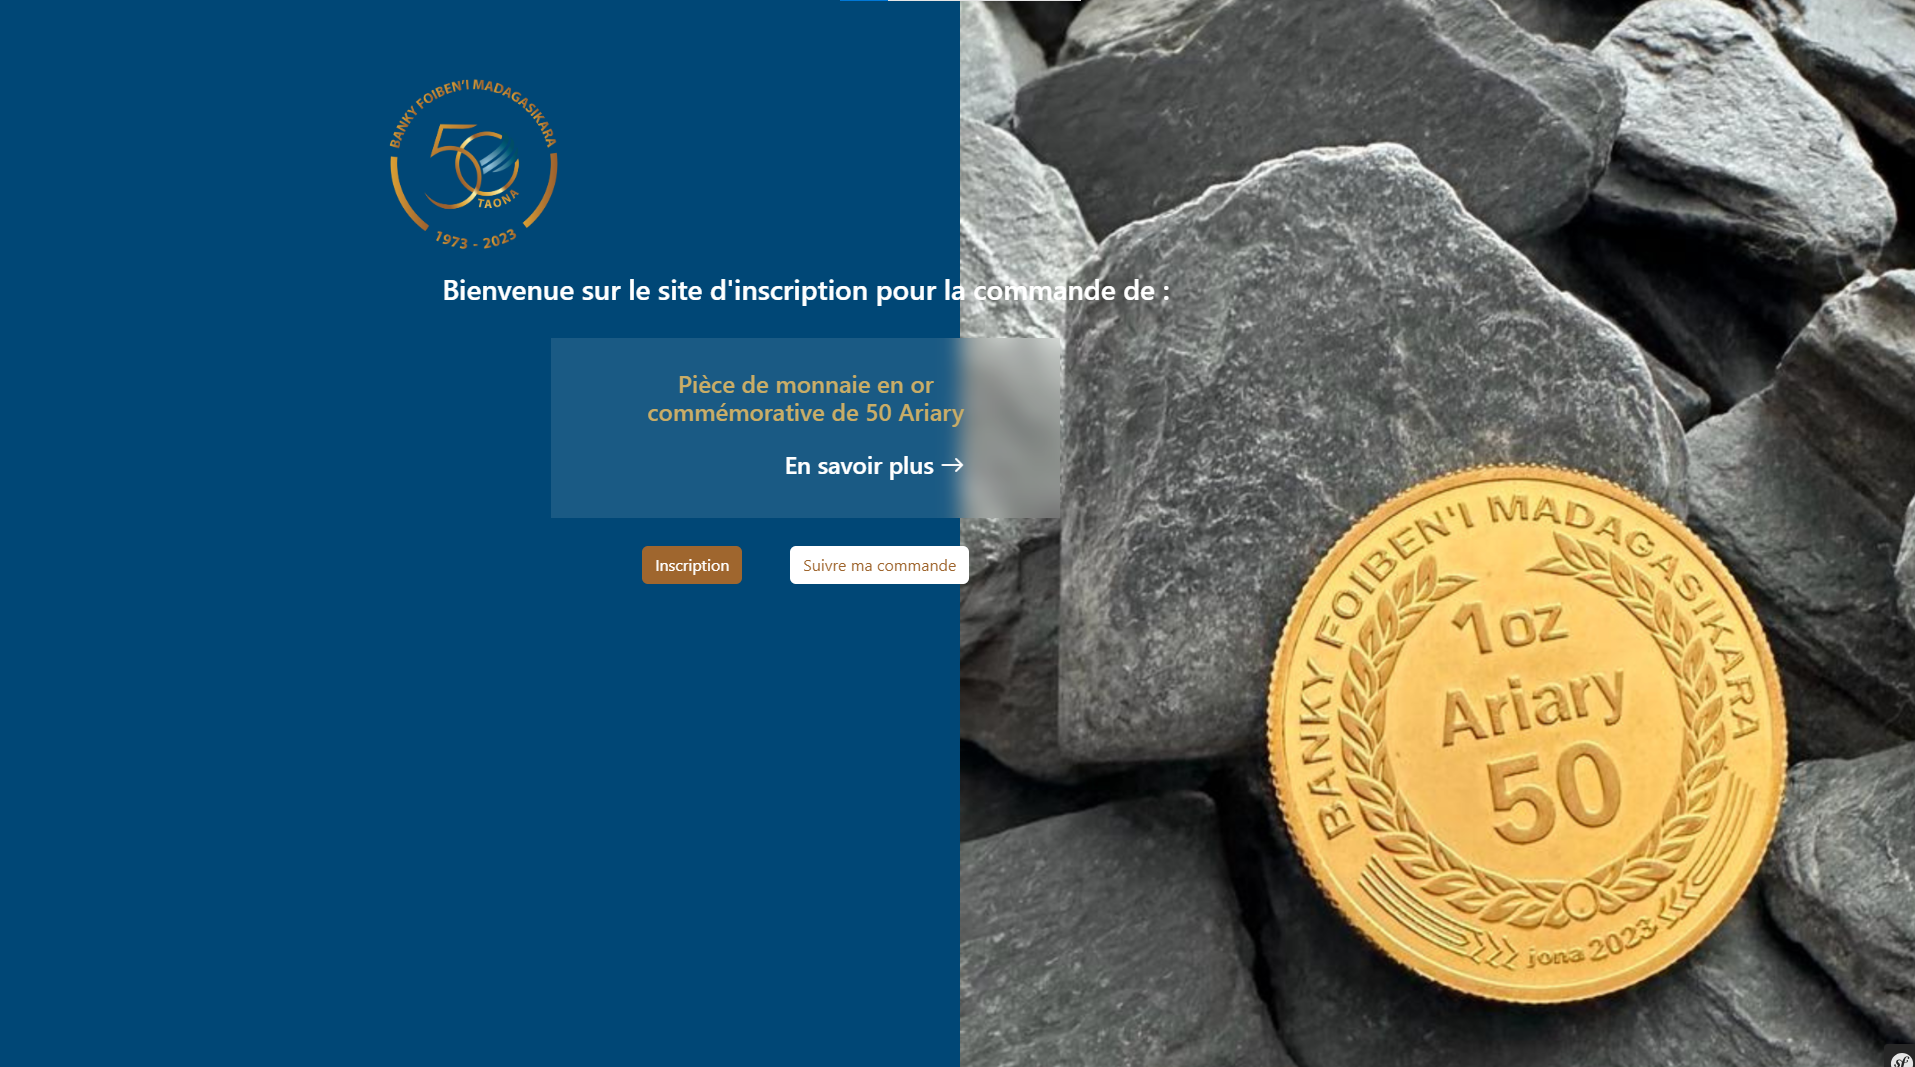 BANKY FOIBEN'I MADAGASIKARA
50
TAONA
1973 - 2023
Bienvenue sur le site d'inscription pour la commande de :
Pièce de monnaie en or
commémorative de 50 Ariary
En savoir plus →
Inscription
Suivre ma commande
BANKY FOIBEN'I MADAGASIKARA
1oz
Ariary
50
jona 2023
sf